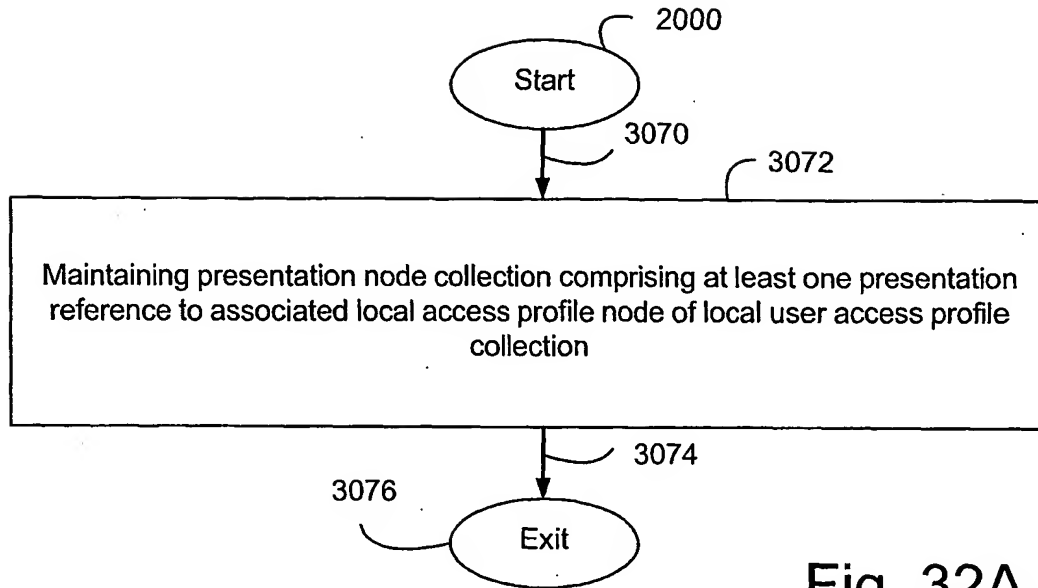 2000
Start
3070
3072
Maintaining presentation node collection comprising at least one presentation
reference to associated local access profile node of local user access profile
collection
3074
3076
Exit
Fig. 32A